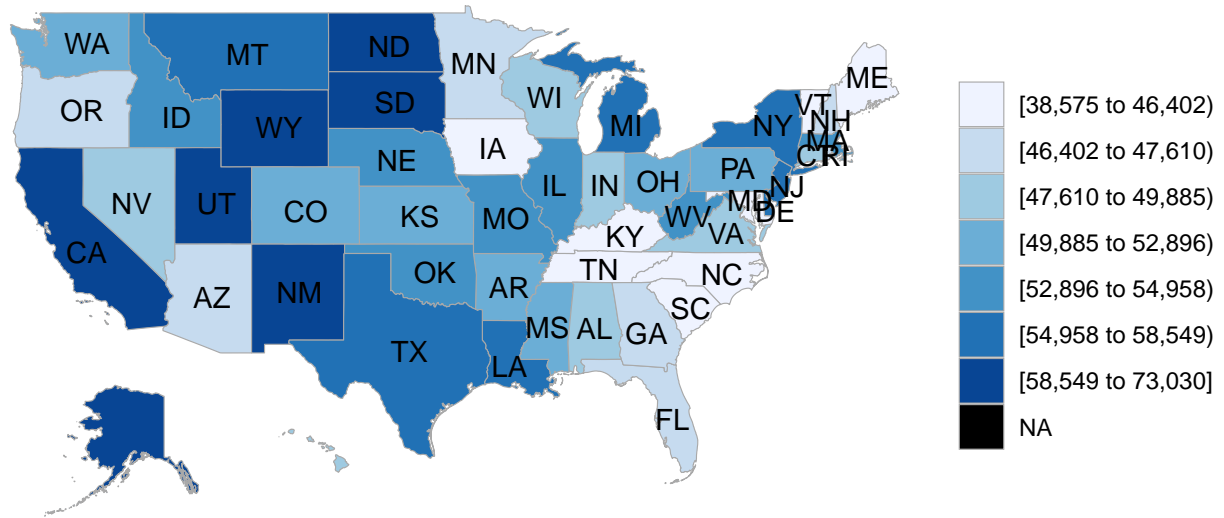 WA
MT
ND
MN
ME
OR
ID
SD
WI
VT
NH
WY
MI
NY
MA
IA
CT
RI
NE
PA
NV
UT
CO
KS
MO
IL
IN
OH
NJ
MD
DE
WV
VA
KY
CA
AZ
NM
OK
AR
TN
NC
SC
MS
AL
GA
TX
LA
FL
[38,575 to 46,402)
[46,402 to 47,610)
[47,610 to 49,885)
[49,885 to 52,896)
[52,896 to 54,958)
[54,958 to 58,549)
[58,549 to 73,030]
NA